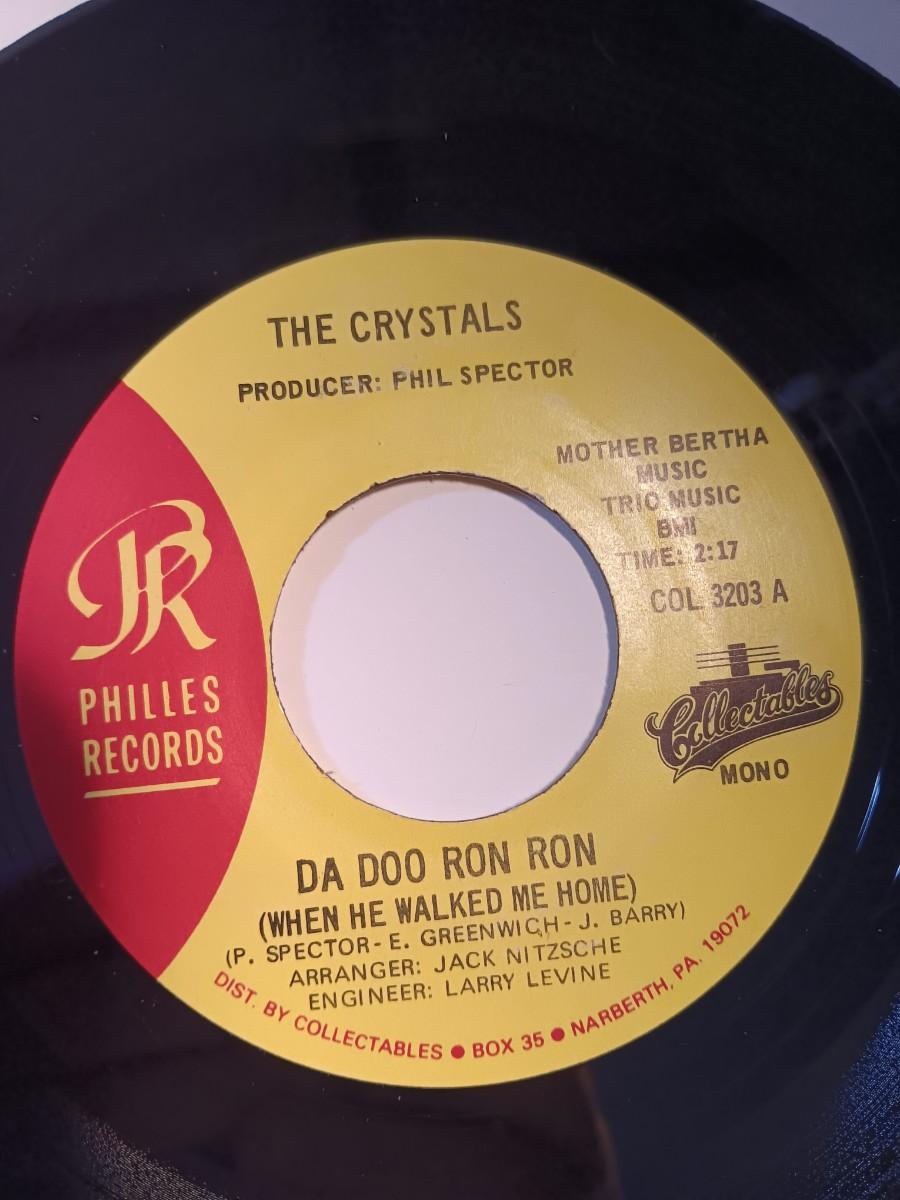 THE CRYSTALS
PRODUCER: PHIL SPECTOR
MOTHER BERTHA
MUSIC
TRIO MUSIC
BMI
TIME: 2:17
COL 3203 A
Collectables
MONO
PR
PHILLES
RECORDS
DA DOO RON RON
(WHEN HE WALKED ME HOME)
(P. SPECTOR- E. GREENWICH- J. BARRY)
ARRANGER: JACK NITZSCHE
ENGINEER: LARRY LEVINE
DIST. BY COLLECTABLES ● BOX 35 ● NARBERTH, PA. 19072